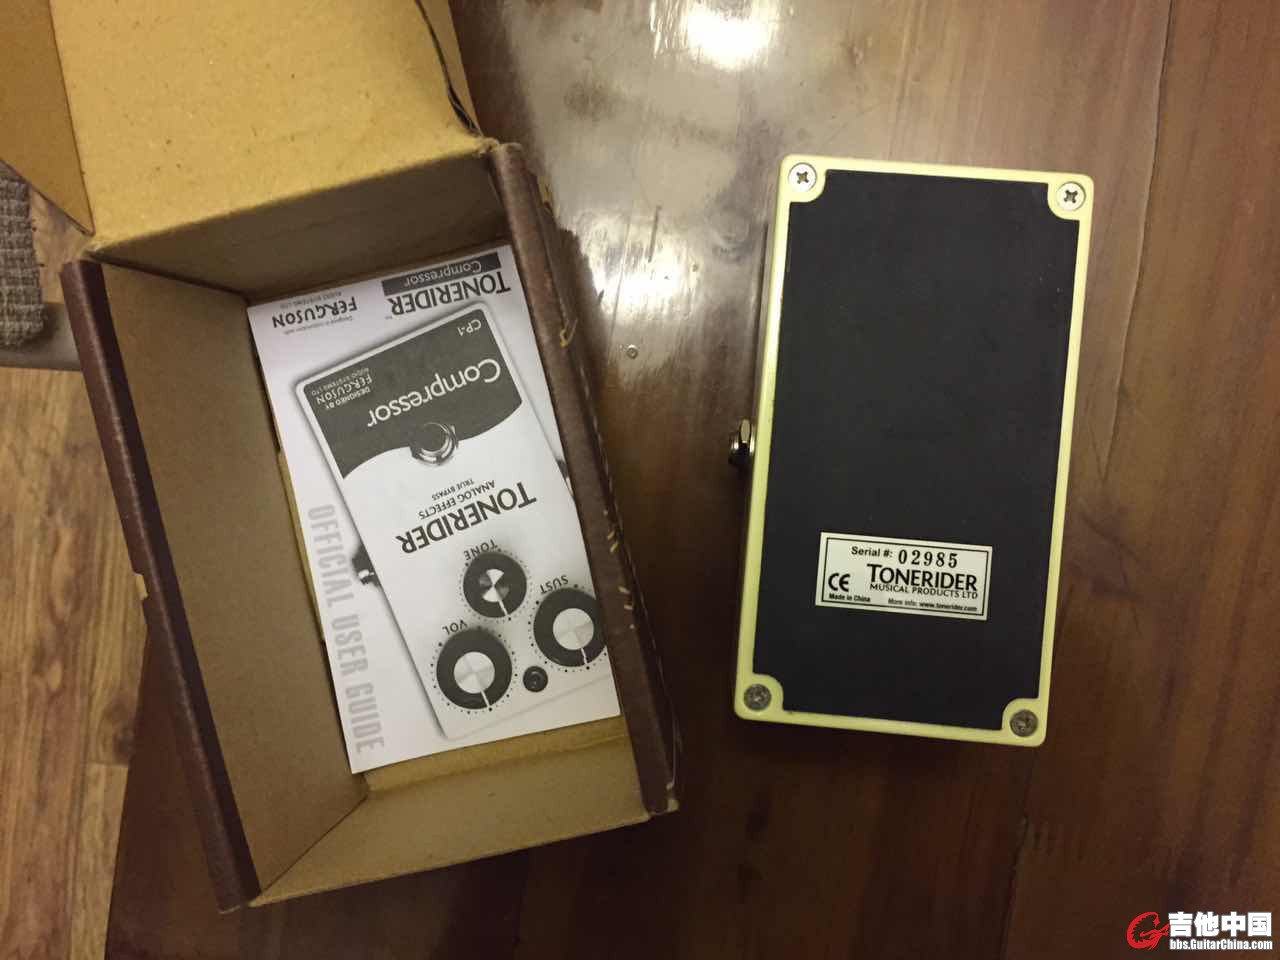 TONERIDER
Compressor
Designed in conjunction with
FERGUSON
AUDIO SYSTEMS LTD
CP-1
Compressor
DESIGNED BY
FERGUSON
AUDIO SYSTEMS LTD
TONERIDER
ANALOG EFFECTS
TRUE BYPASS
TONE
SUST
VOL
OFFICIAL USER GUIDE
Serial #: 02985
CE TONERIDER
MUSICAL PRODUCTS LTD
Made in China More info: www.tonerider.com
吉他中国
bbs.GuitarChina.com